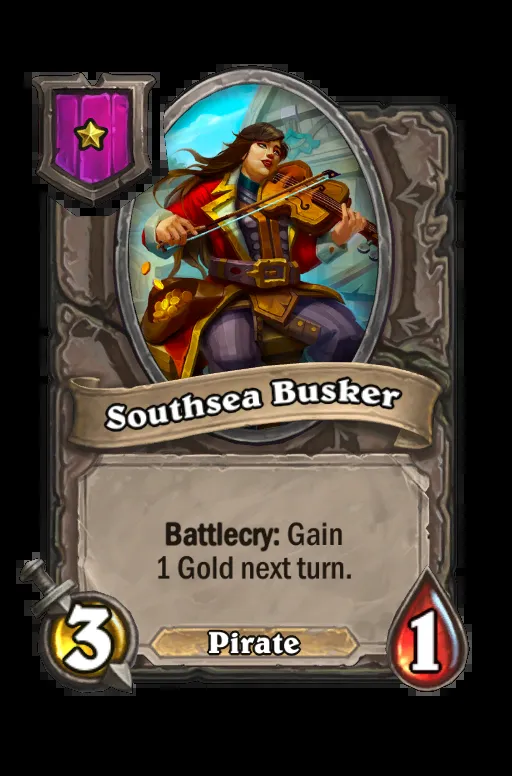 Southsea Busker
Battlecry: Gain
1 Gold next turn.
3
Pirate
1